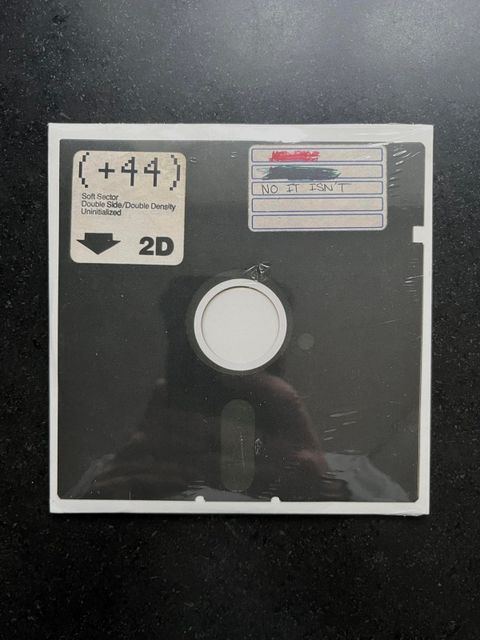 (+44)
Soft Sector
Double Side/Double Density
Uninitialized
2D
NO IT ISN'T